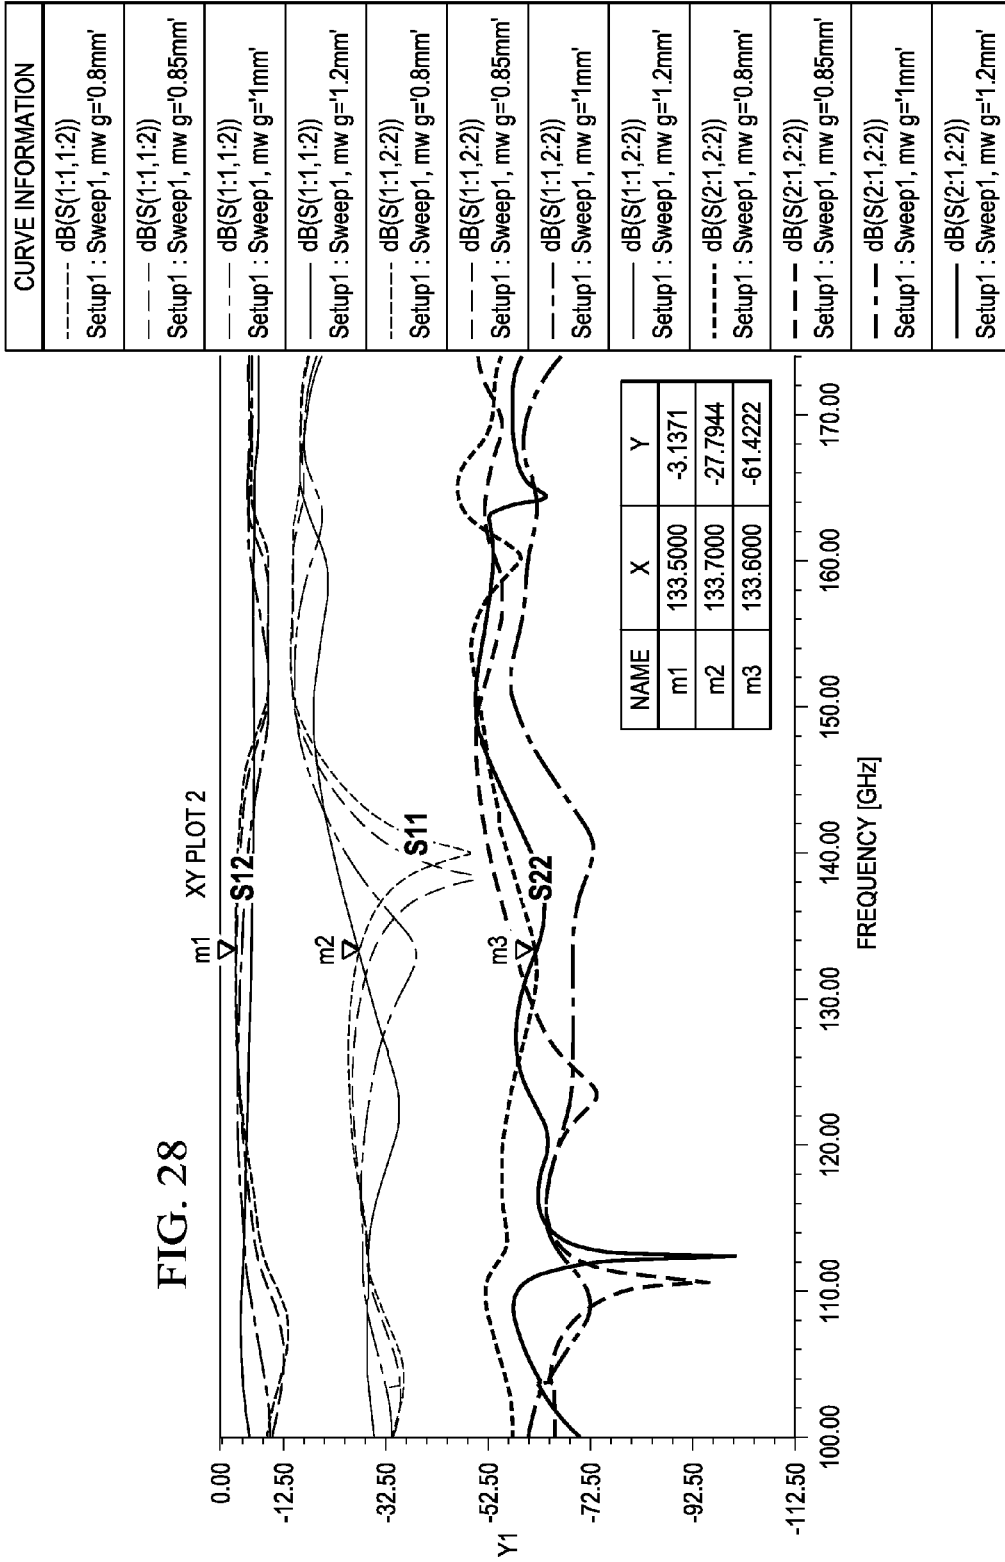 FIG. 28
XY PLOT 2
CURVE INFORMATION
dB(S(1:1,1:2))
Setup1 : Sweep1, mw g='0.8mm'
dB(S(1:1,1:2))
Setup1 : Sweep1, mw g='0.85mm'
dB(S(1:1,1:2))
Setup1 : Sweep1, mw g='1mm'
dB(S(1:1,1:2))
Setup1 : Sweep1, mw g='1.2mm'
dB(S(1:1,2:2))
Setup1 : Sweep1, mw g='0.8mm'
dB(S(1:1,2:2))
Setup1 : Sweep1, mw g='0.85mm'
dB(S(1:1,2:2))
Setup1 : Sweep1, mw g='1mm'
dB(S(1:1,2:2))
Setup1 : Sweep1, mw g='1.2mm'
dB(S(2:1,2:2))
Setup1 : Sweep1, mw g='0.8mm'
dB(S(2:1,2:2))
Setup1 : Sweep1, mw g='0.85mm'
dB(S(2:1,2:2))
Setup1 : Sweep1, mw g='1mm'
dB(S(2:1,2:2))
Setup1 : Sweep1, mw g='1.2mm'
m1
S12
m2
S11
m3
S22
Y1
0.00
-12.50
-32.50
-52.50
-72.50
-92.50
-112.50
NAME X Y
m1 133.5000 -3.1371
m2 133.7000 -27.7944
m3 133.6000 -61.4222
100.00 110.00 120.00 130.00 140.00 150.00 160.00 170.00
FREQUENCY [GHz]